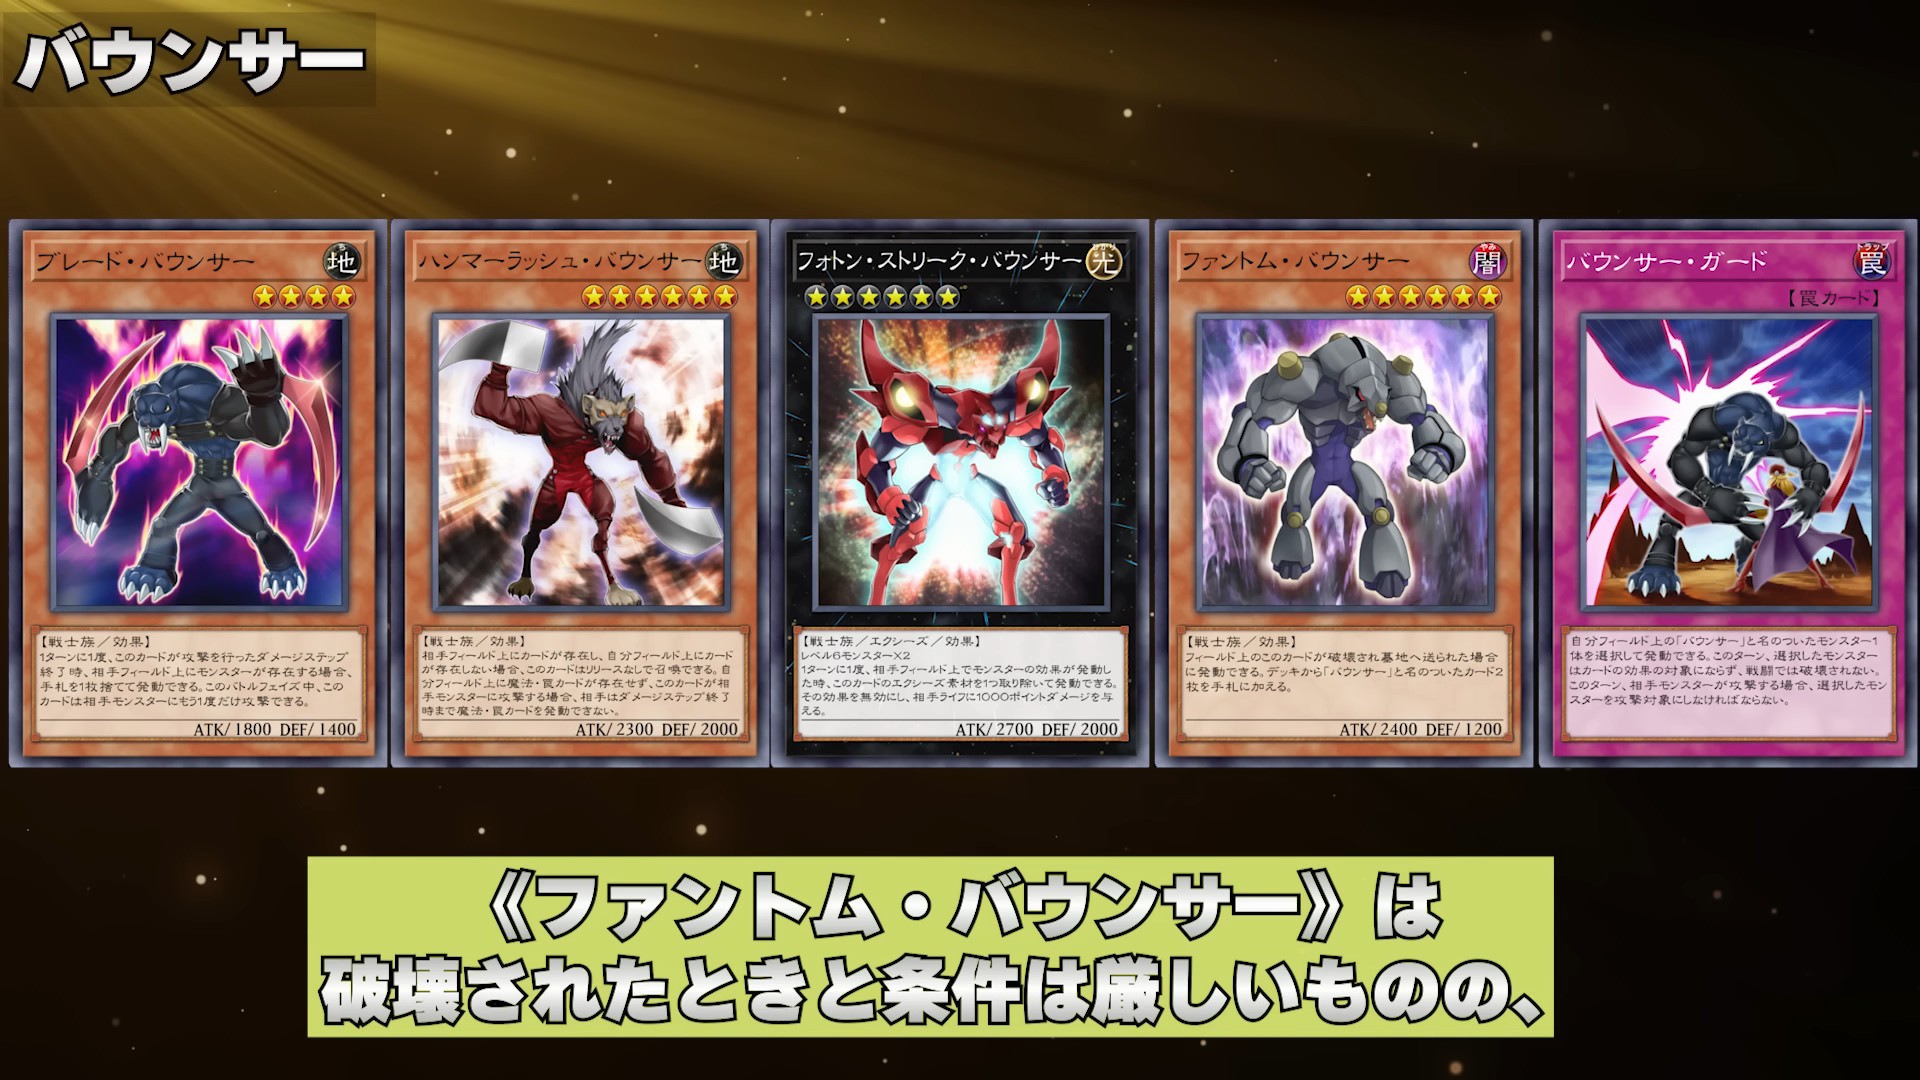 バウンサー
ブレード・バウンサー
地
【戦士族／効果】
1ターンに1度、このカードが攻撃を行ったダメージステップ
終了時、相手フィールド上にモンスターが存在する場合、
手札を1枚捨てて発動できる。このバトルフェイズ中、この
カードは相手モンスターにもう1度だけ攻撃できる。
ATK/1800 DEF/1400
ハンマーラッシュ・バウンサー
地
【戦士族／効果】
相手フィールド上にカードが存在し、自分フィールド上にカード
が存在しない場合、このカードはリリースなしで召喚できる。自
分フィールド上に魔法・罠カードが存在せず、このカードが相
手モンスターに攻撃する場合、相手はダメージステップ終了
時まで魔法・罠カードを発動できない。
ATK/2300 DEF/2000
フォトン・ストリーク・バウンサー
光
【戦士族／エクシーズ／効果】
レベル6モンスター×2
1ターンに1度、相手フィールド上でモンスターの効果が発動し
た時、このカードのエクシーズ素材を1つ取り除いて発動できる。
その効果を無効にし、相手ライフに1000ポイントダメージを与
える。
ATK/2700 DEF/2000
ファントム・バウンサー
闇
【戦士族／効果】
フィールド上のこのカードが破壊され墓地へ送られた場合
に発動できる。デッキから「バウンサー」と名のついたカード2
枚を手札に加える。
ATK/2400 DEF/1200
バウンサー・ガード
トラップ
罠
【罠カード】
自分フィールド上の「バウンサー」と名のついたモンスター1
体を選択して発動できる。このターン、選択したモンスター
はカードの効果の対象にならず、戦闘では破壊されない。
このターン、相手モンスターが攻撃する場合、選択したモン
スターを攻撃対象にしなければならない。
《ファントム・バウンサー》は
破壊されたときと条件は厳しいものの、